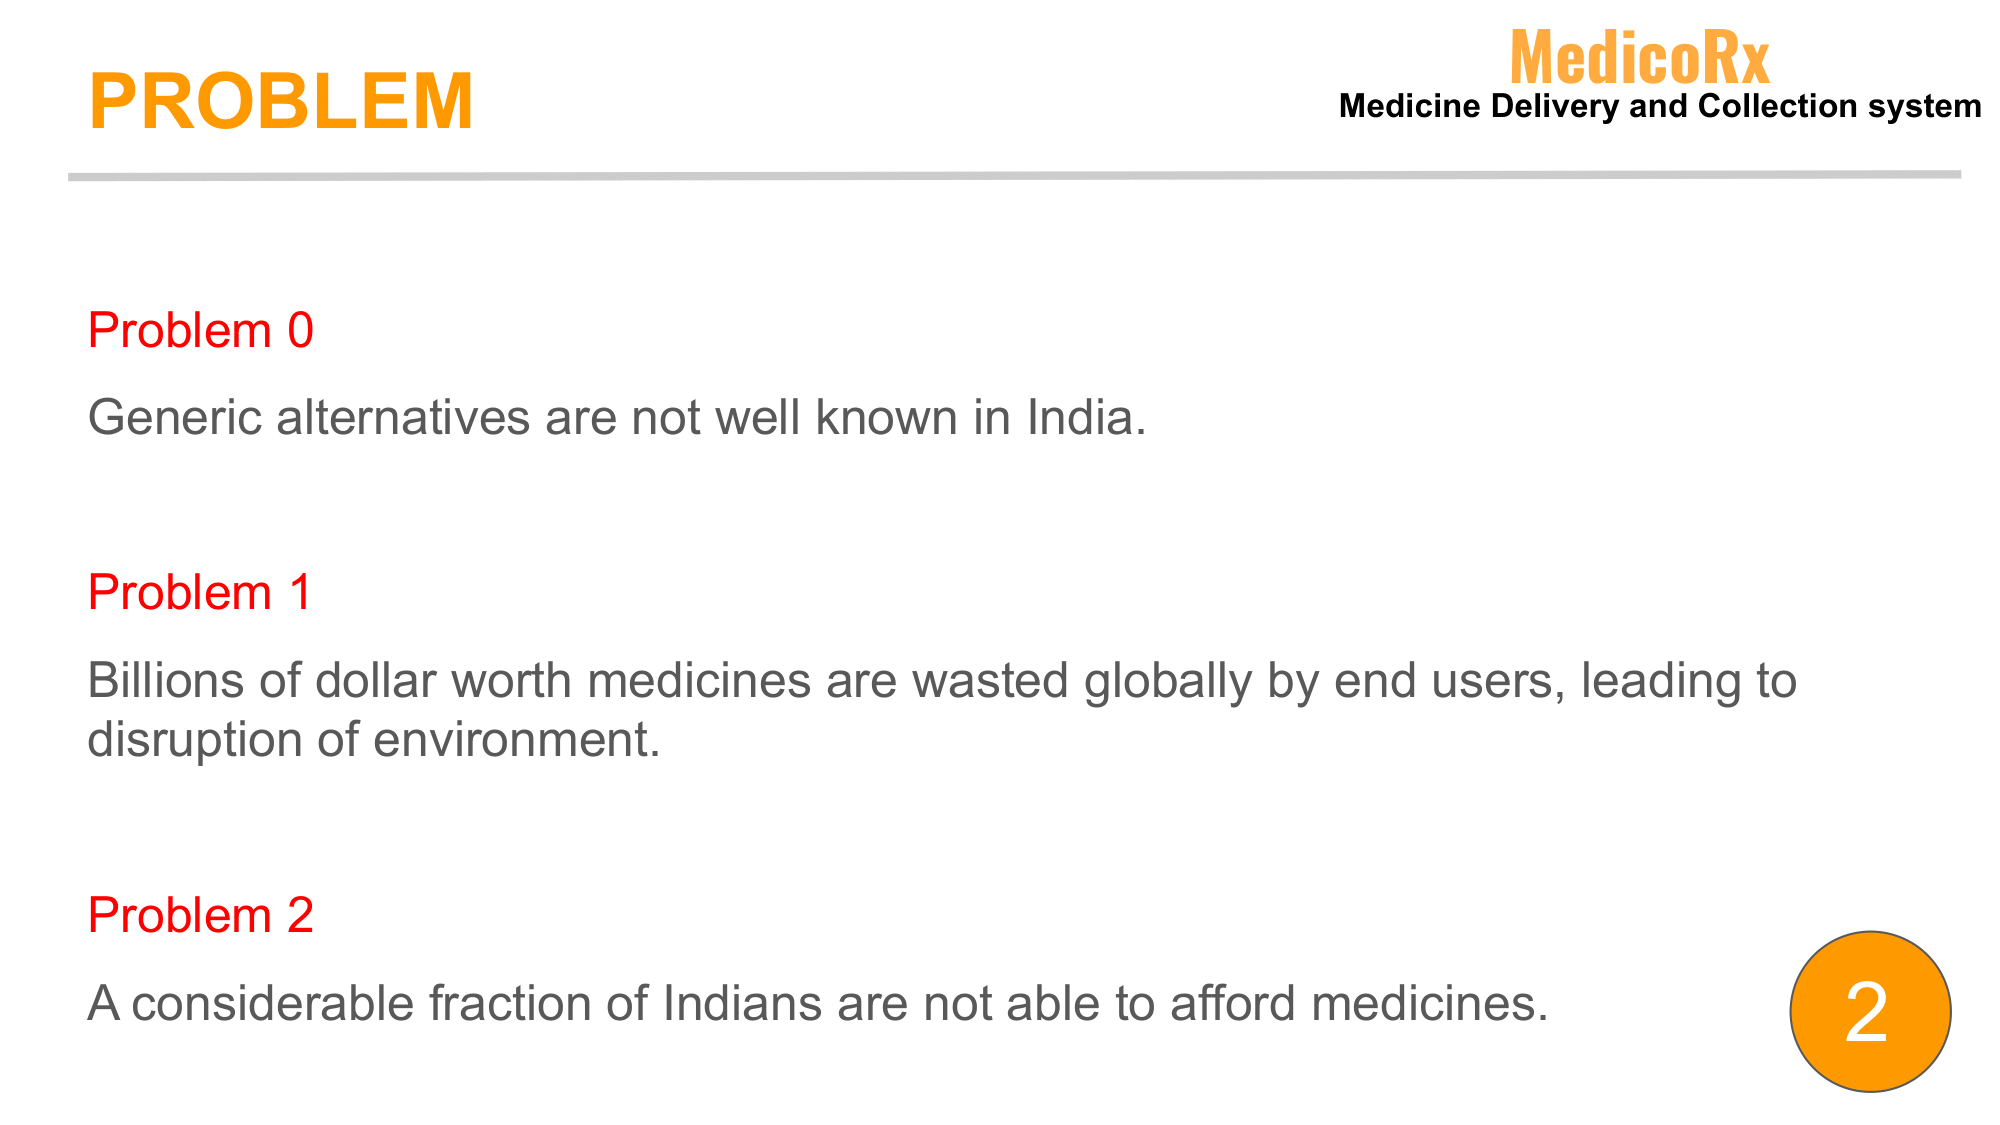 PROBLEM
MedicoRx
Medicine Delivery and Collection system
Problem 0
Generic alternatives are not well known in India.
Problem 1
Billions of dollar worth medicines are wasted globally by end users, leading to
disruption of environment.
Problem 2
A considerable fraction of Indians are not able to afford medicines.
2